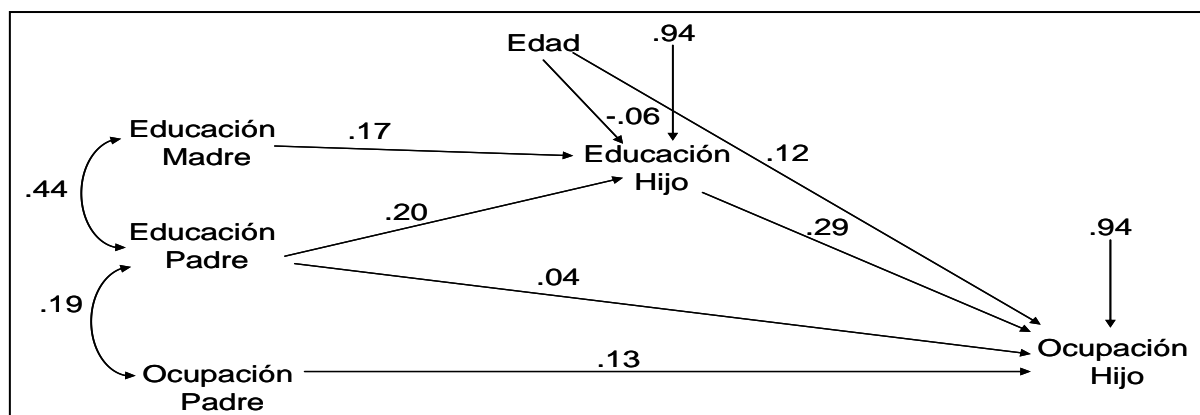 .94
Edad
-.06
Educación
Madre
.17
.12
Educación
Hijo
.44
.20
Educación
Padre
.29
.94
.04
.19
Ocupación
Hijo
.13
Ocupación
Padre